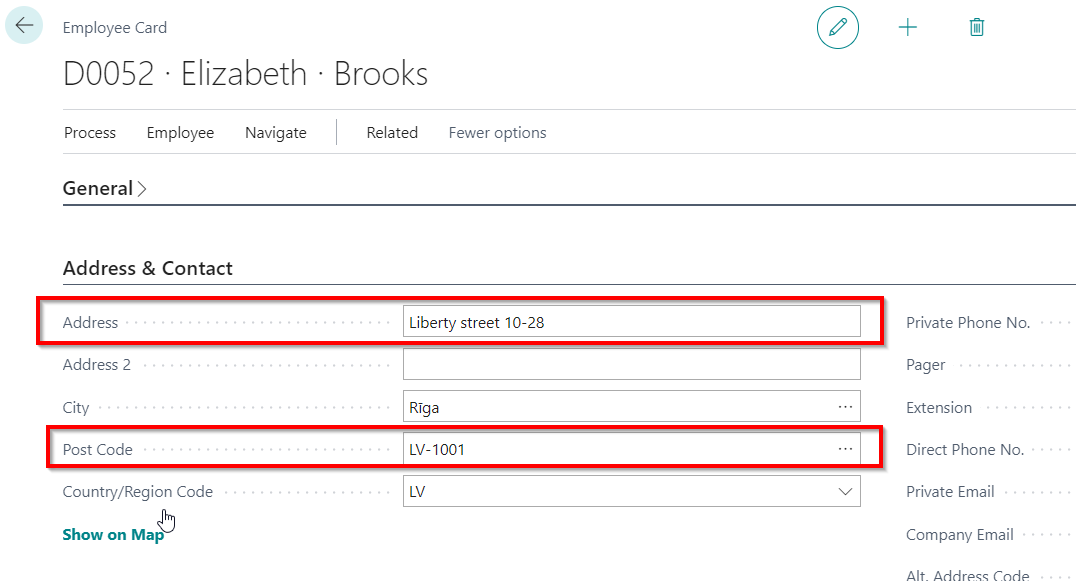 Employee Card
D0052 · Elizabeth · Brooks
Process Employee Navigate Related Fewer options
General
Address & Contact
Address Liberty street 10-28 Private Phone No.
Address 2 Pager
City Rīga Extension
Post Code LV-1001 Direct Phone No.
Country/Region Code LV Private Email
Show on Map Company Email
Alt. Address Code